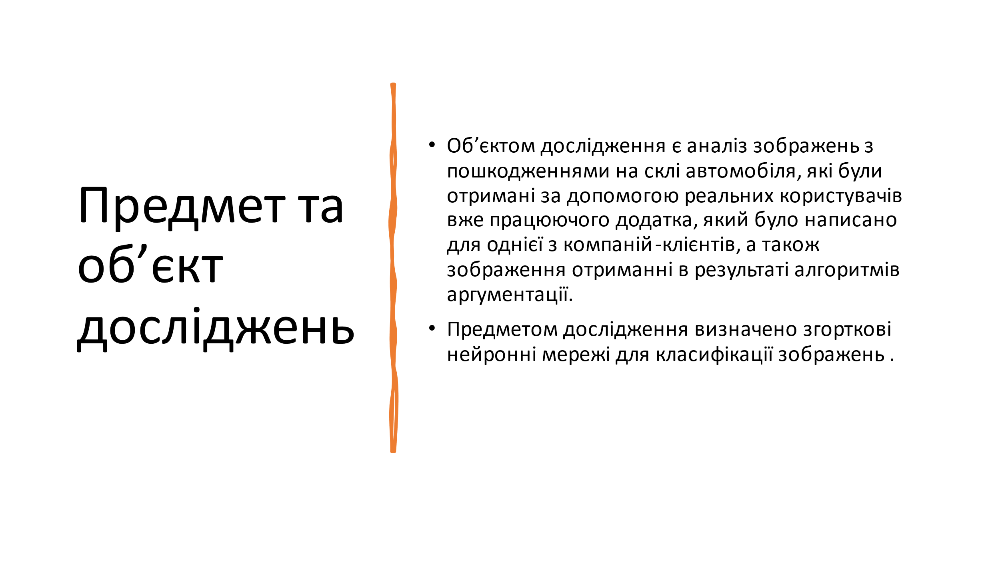 Предмет та
об’єкт
досліджень
• Об’єктом дослідження є аналіз зображень з
пошкодженнями на склі автомобіля, які були
отримані за допомогою реальних користувачів
вже працюючого додатка, який було написано
для однієї з компаній-клієнтів, а також
зображення отриманні в результаті алгоритмів
аргументації.
• Предметом дослідження визначено згорткові
нейронні мережі для класифікації зображень .